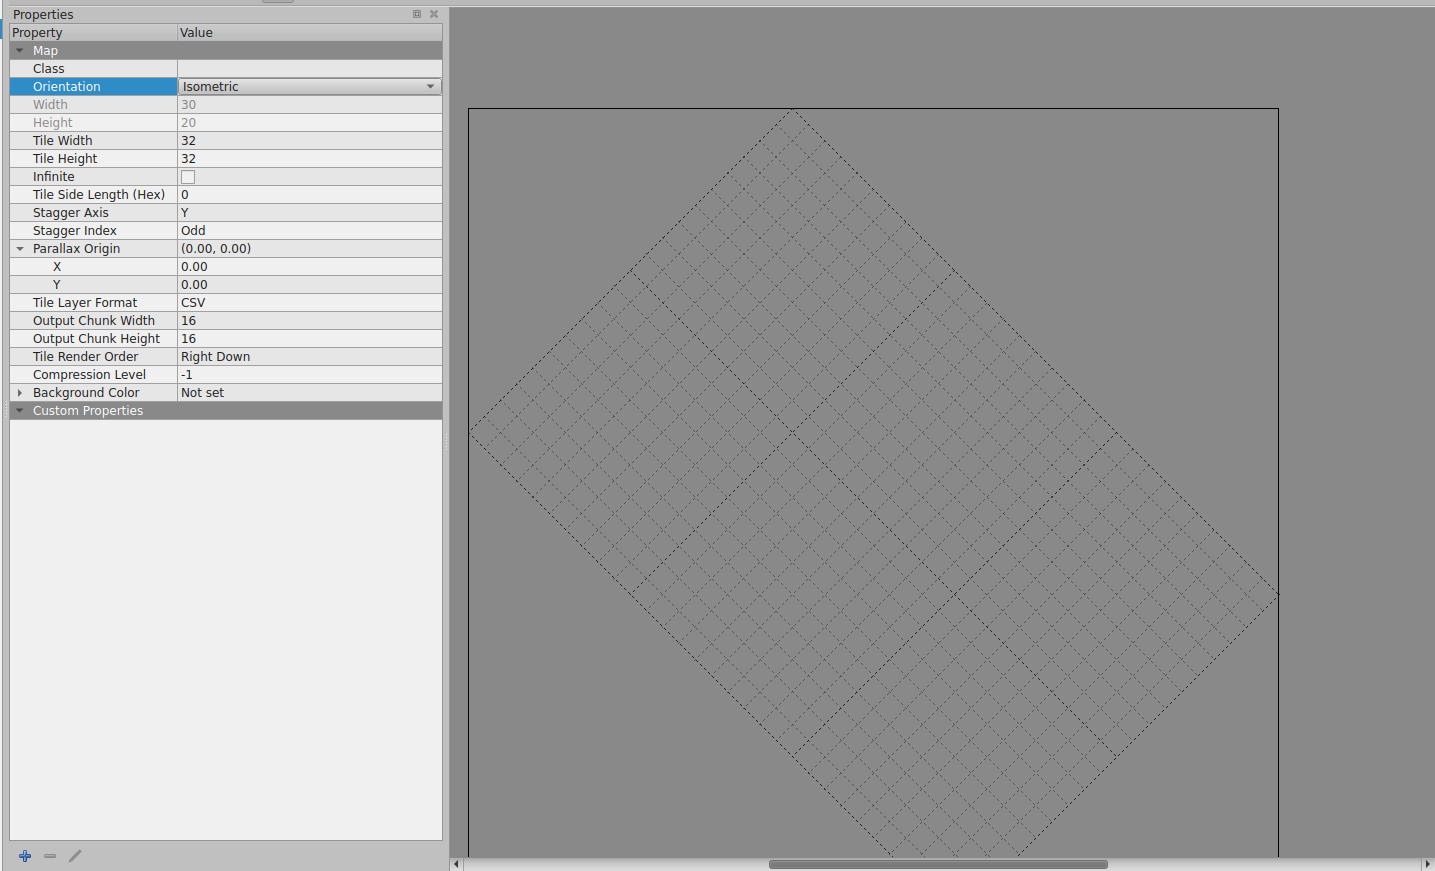 Properties
Property Value
Map
Class
Orientation Isometric
Width 30
Height 20
Tile Width 32
Tile Height 32
Infinite
Tile Side Length (Hex) 0
Stagger Axis Y
Stagger Index Odd
Parallax Origin (0.00, 0.00)
X 0.00
Y 0.00
Tile Layer Format CSV
Output Chunk Width 16
Output Chunk Height 16
Tile Render Order Right Down
Compression Level -1
Background Color Not set
Custom Properties